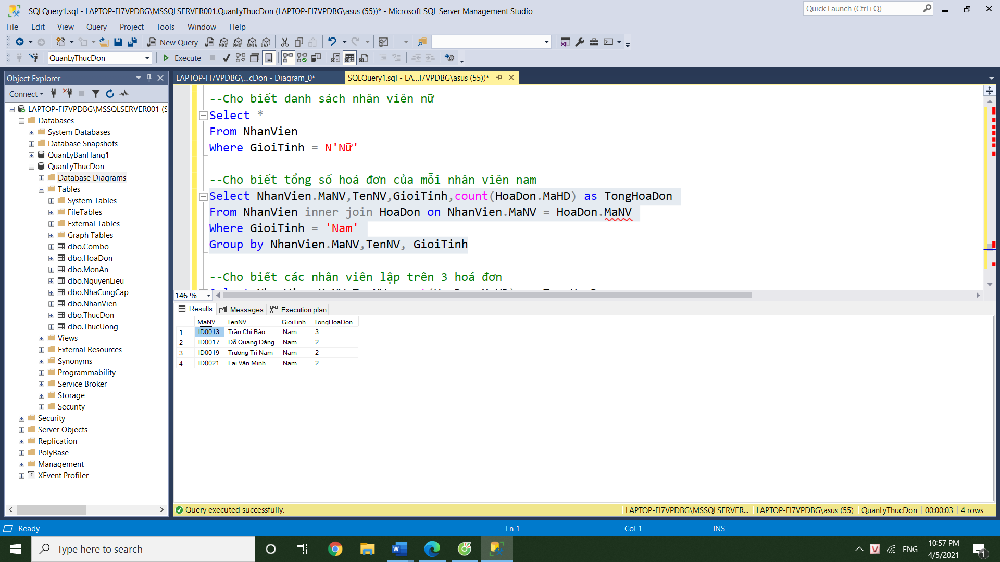 SQLQuery1.sql - LAPTOP-FI7VPDBG\MSSQLSERVER001.QuanLyThucDon (LAPTOP-FI7VPDBG\asus (55))* - Microsoft SQL Server Management Studio
Quick Launch (Ctrl+Q)
File Edit View Query Project Tools Window Help
New Query
QuanLyThucDon Execute
Object Explorer
LAPTOP-FI7VPDBG\...cDon - Diagram_0*
SQLQuery1.sql - LA...I7VPDBG\asus (55))*
Connect
LAPTOP-FI7VPDBG\MSSQLSERVER001 (S
Databases
System Databases
Database Snapshots
QuanLyBanHang1
QuanLyThucDon
Database Diagrams
Tables
System Tables
FileTables
External Tables
Graph Tables
dbo.Combo
dbo.HoaDon
dbo.MonAn
dbo.NguyenLieu
dbo.NhaCungCap
dbo.NhanVien
dbo.ThucDon
dbo.ThucUong
Views
External Resources
Synonyms
Programmability
Service Broker
Storage
Security
Security
Server Objects
Replication
PolyBase
Management
XEvent Profiler
--Cho biết danh sách nhân viên nữ
Select *
From NhanVien
Where GioiTinh = N'Nữ'
--Cho biết tổng số hoá đơn của mỗi nhân viên nam
Select NhanVien.MaNV,TenNV,GioiTinh,count(HoaDon.MaHD) as TongHoaDon
From NhanVien inner join HoaDon on NhanVien.MaNV = HoaDon.MaNV
Where GioiTinh = 'Nam'
Group by NhanVien.MaNV,TenNV, GioiTinh
--Cho biết các nhân viên lập trên 3 hoá đơn
146 %
Results Messages Execution plan
MaNV TenNV GioiTinh TongHoaDon
1 ID0013 Trần Chí Bảo Nam 3
2 ID0017 Đỗ Quang Đăng Nam 2
3 ID0019 Trương Trí Nam Nam 2
4 ID0021 Lại Văn Minh Nam 2
Query executed successfully.
LAPTOP-FI7VPDBG\MSSQLSERVER... LAPTOP-FI7VPDBG\asus (55) QuanLyThucDon 00:00:03 4 rows
Ready Ln 1 Col 1 INS
Type here to search
ENG
10:57 PM
4/5/2021
1